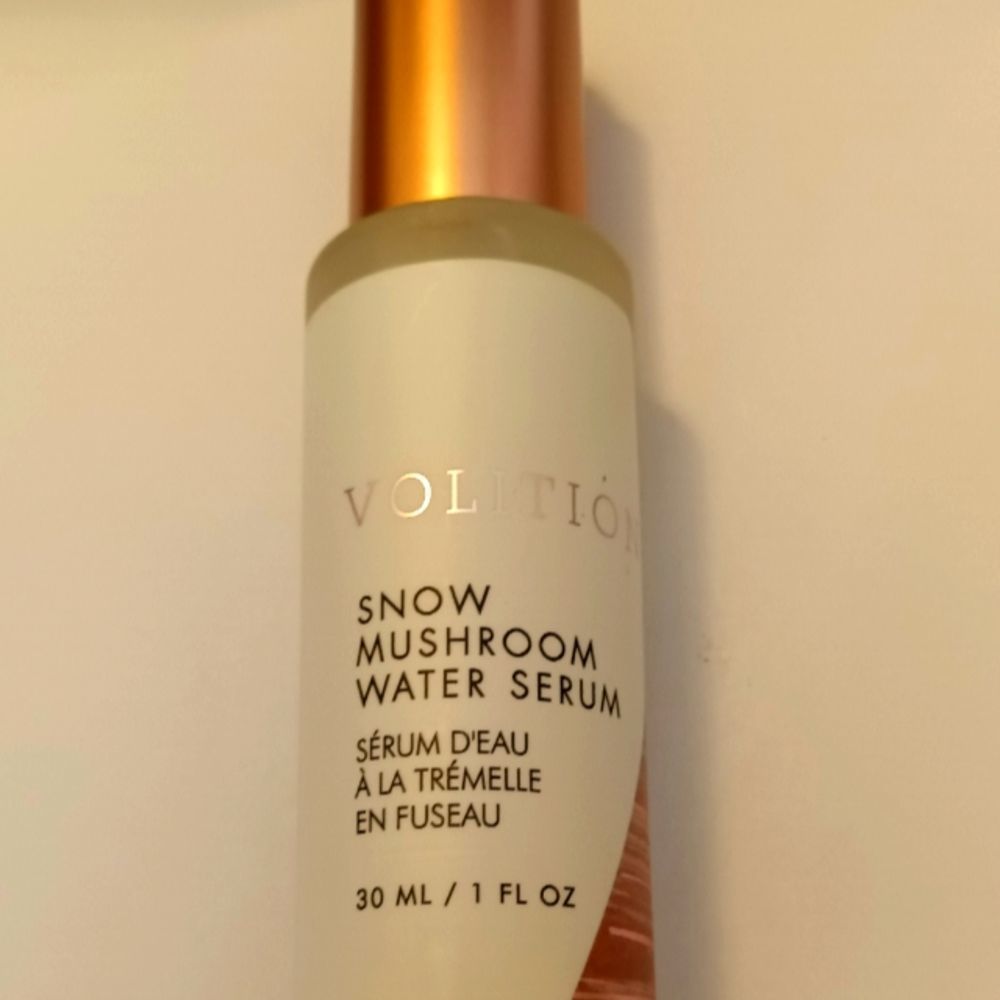 VOLITION
SNOW
MUSHROOM
WATER SERUM
SÉRUM D'EAU
À LA TRÉMELLE
EN FUSEAU
30 ML / 1 FL OZ